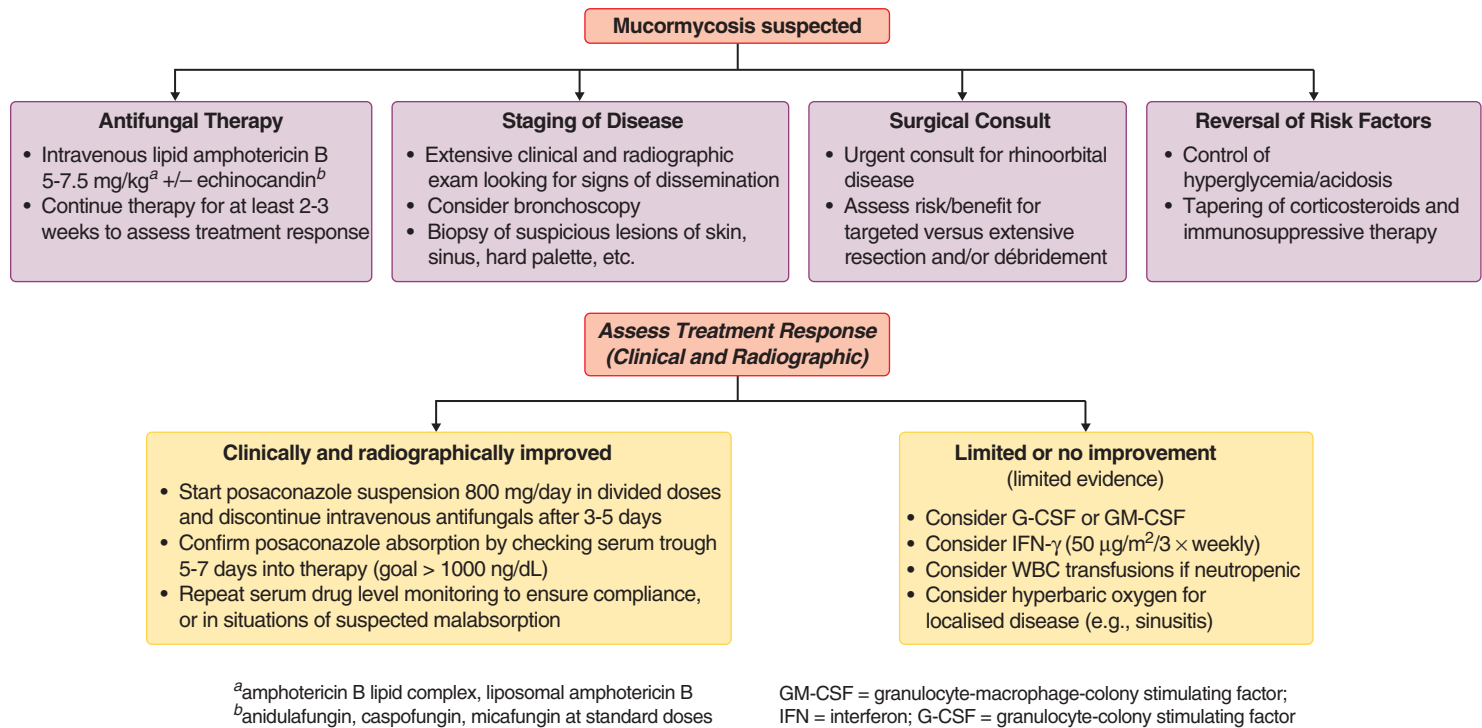 Mucormycosis suspected
Antifungal Therapy
• Intravenous lipid amphotericin B
5-7.5 mg/kga +/– echinocandinb
• Continue therapy for at least 2-3
weeks to assess treatment response
Staging of Disease
• Extensive clinical and radiographic
exam looking for signs of dissemination
• Consider bronchoscopy
• Biopsy of suspicious lesions of skin,
sinus, hard palette, etc.
Surgical Consult
• Urgent consult for rhinoorbital
disease
• Assess risk/benefit for
targeted versus extensive
resection and/or débridement
Reversal of Risk Factors
• Control of
hyperglycemia/acidosis
• Tapering of corticosteroids and
immunosuppressive therapy
Assess Treatment Response
(Clinical and Radiographic)
Clinically and radiographically improved
• Start posaconazole suspension 800 mg/day in divided doses
and discontinue intravenous antifungals after 3-5 days
• Confirm posaconazole absorption by checking serum trough
5-7 days into therapy (goal > 1000 ng/dL)
• Repeat serum drug level monitoring to ensure compliance,
or in situations of suspected malabsorption
Limited or no improvement
(limited evidence)
• Consider G-CSF or GM-CSF
• Consider IFN-γ (50 μg/m²/3 × weekly)
• Consider WBC transfusions if neutropenic
• Consider hyperbaric oxygen for
localised disease (e.g., sinusitis)
aamphotericin B lipid complex, liposomal amphotericin B
banidulafungin, caspofungin, micafungin at standard doses
GM-CSF = granulocyte-macrophage-colony stimulating factor;
IFN = interferon; G-CSF = granulocyte-colony stimulating factor